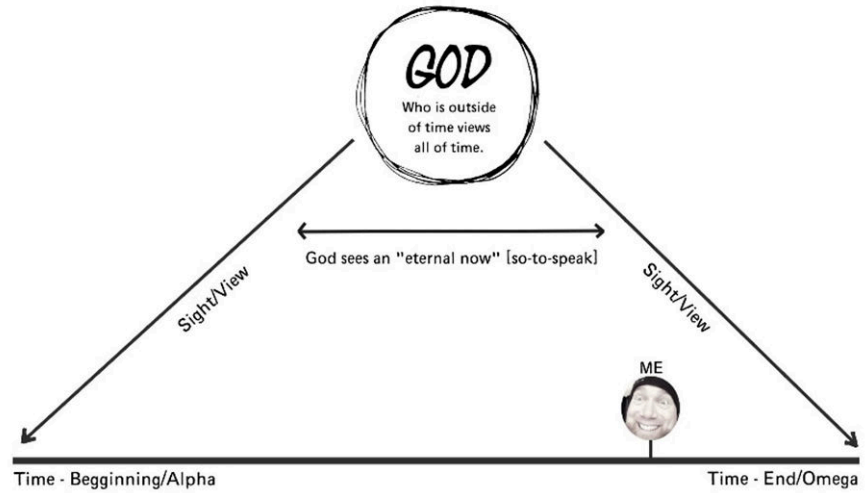 GOD
Who is outside
of time views
all of time.
God sees an "eternal now" [so-to-speak]
Sight/View
Sight/View
ME
Time - Begginning/Alpha
Time - End/Omega